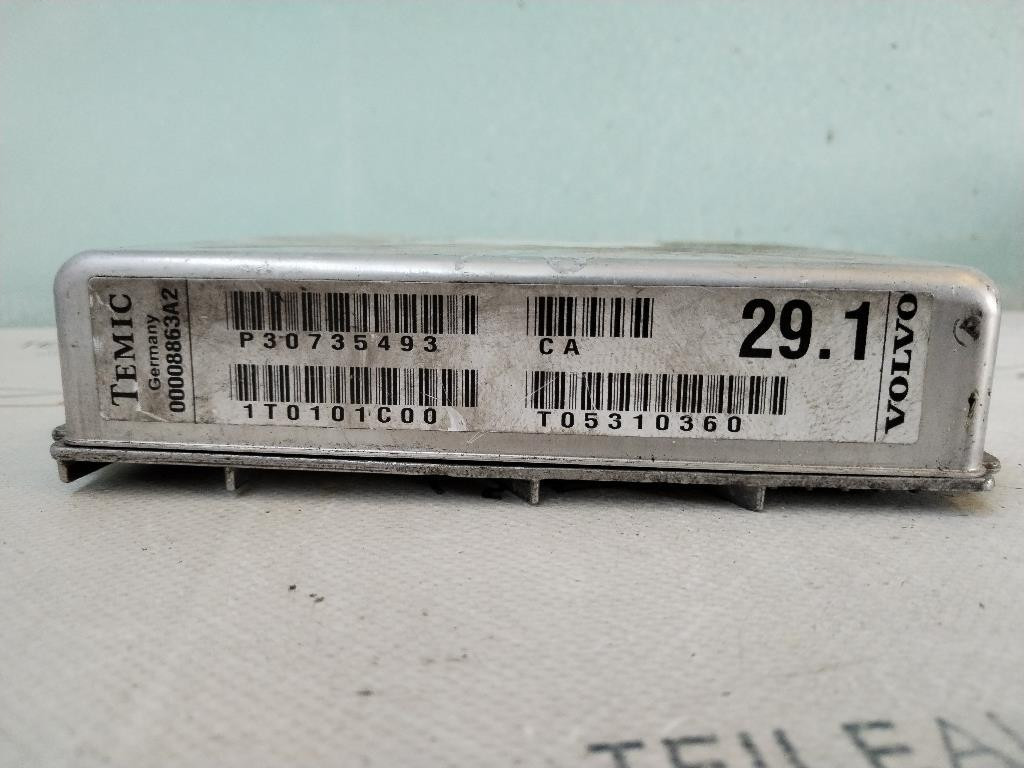 TEMIC
Germany
00008863A2
P30735493
CA
29.1
1T0101C00
T05310360
VOLVO